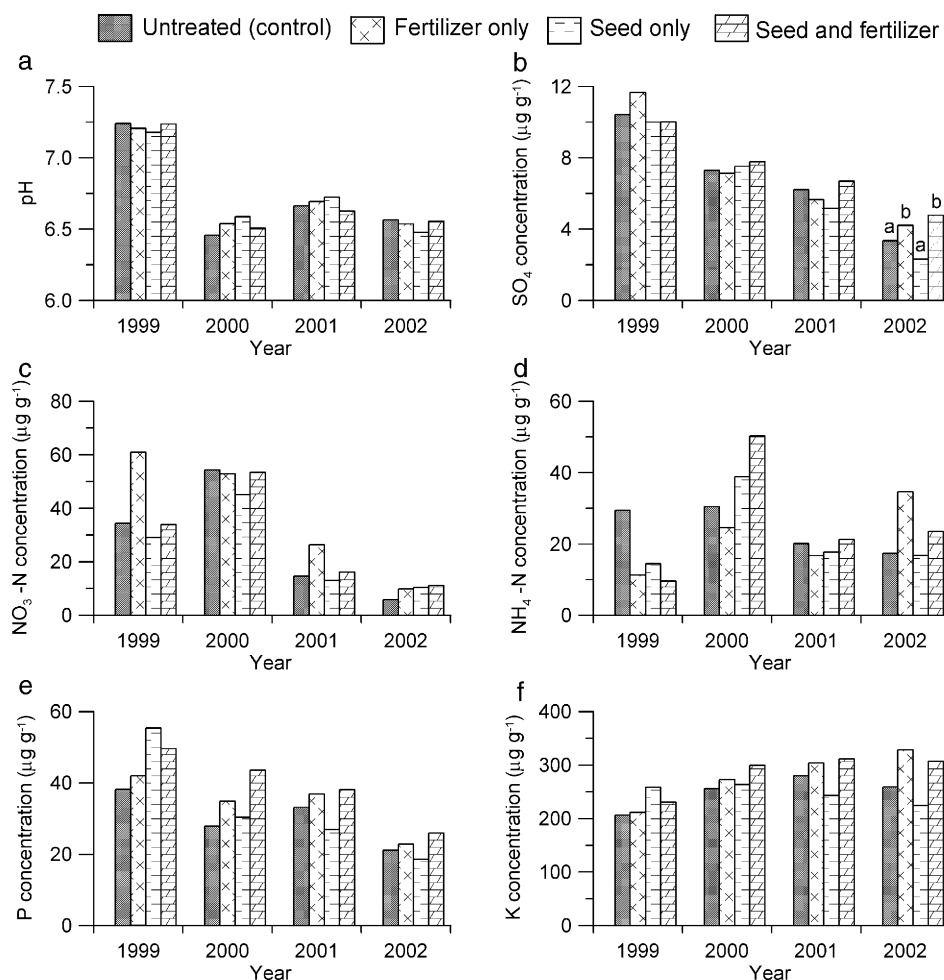 Untreated (control) Fertilizer only Seed only Seed and fertilizer
a
7.5
7.0
6.5
6.0
pH
1999 2000 2001 2002
Year
b
12
8
4
0
SO₄ concentration (µg g⁻¹)
a b a b
1999 2000 2001 2002
Year
c
80
60
40
20
0
NO₃ -N concentration (µg g⁻¹)
1999 2000 2001 2002
Year
d
60
40
20
0
NH₄ -N concentration (µg g⁻¹)
1999 2000 2001 2002
Year
e
60
40
20
0
P concentration (µg g⁻¹)
1999 2000 2001 2002
Year
f
400
300
200
100
0
K concentration (µg g⁻¹)
1999 2000 2001 2002
Year